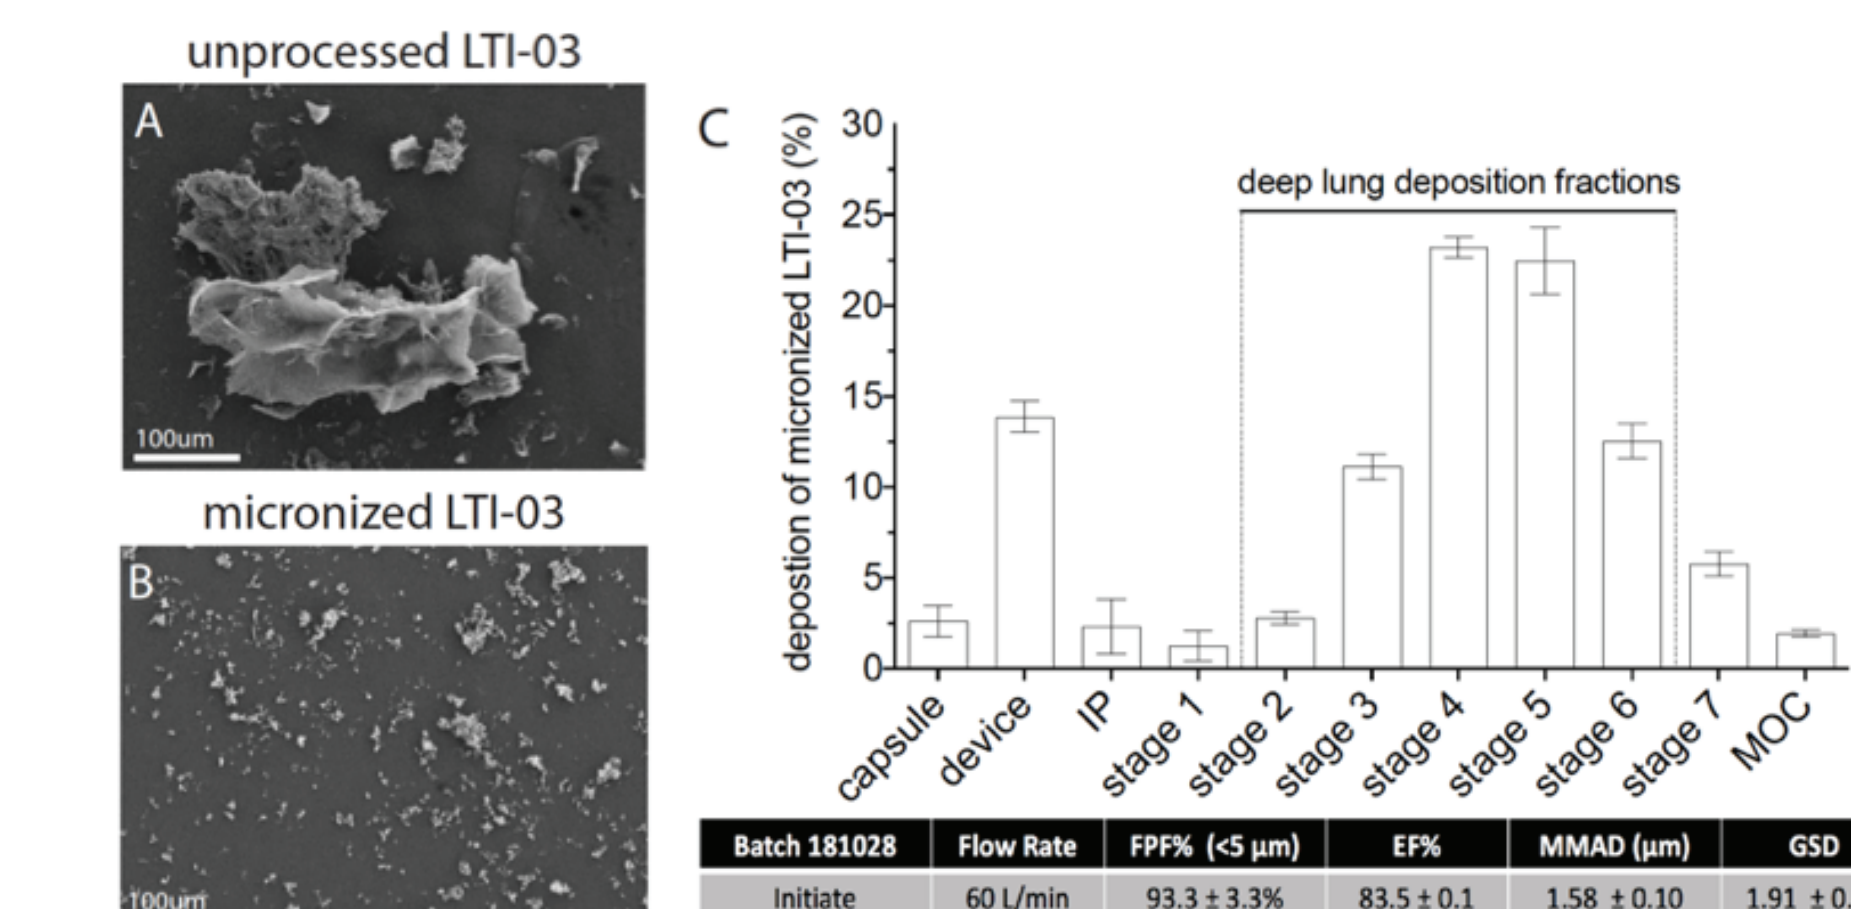 unprocessed LTI-03
A
100um
micronized LTI-03
B
100um
C
depostion of micronized LTI-03 (%)
30
25
20
15
10
5
0
deep lung deposition fractions
capsule
device
IP
stage 1
stage 2
stage 3
stage 4
stage 5
stage 6
stage 7
MOC
Batch 181028 Flow Rate FPF% (<5 µm) EF% MMAD (µm) GSD
Initiate 60 L/min 93.3 ± 3.3% 83.5 ± 0.1 1.58 ± 0.10 1.91 ± 0.